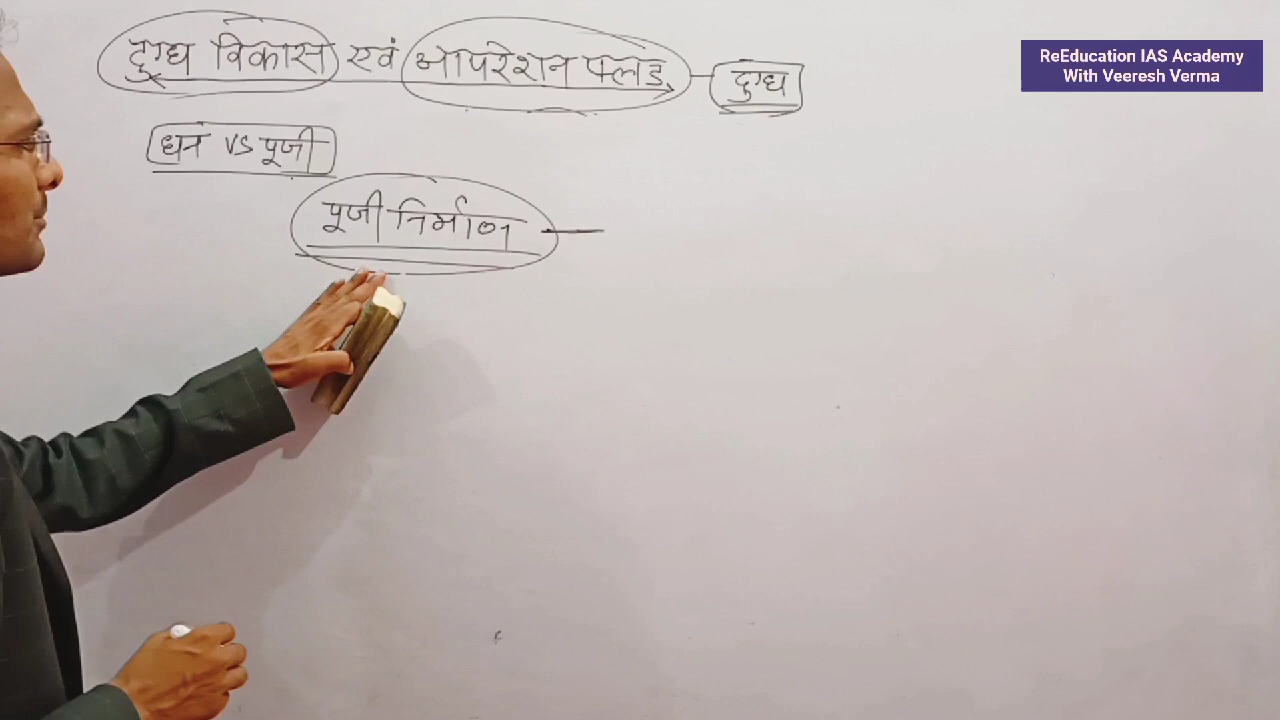 दुग्ध विकास एवं ऑपरेशन फ्लड - दुग्ध
ReEducation IAS Academy
With Veeresh Verma
धन VS पूजी
पूजी निर्माण -